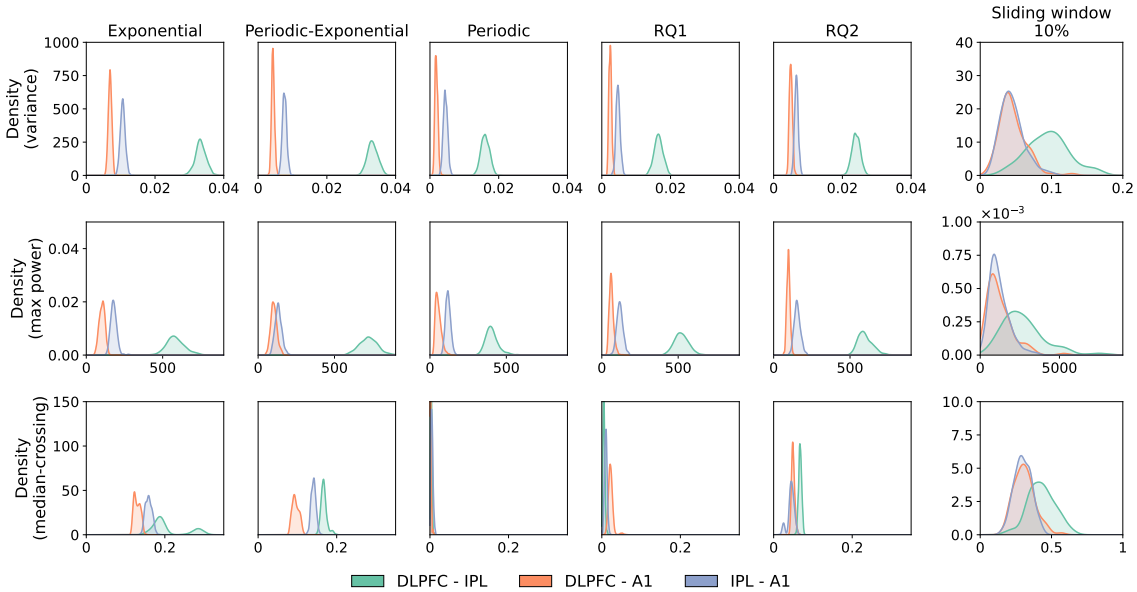 Sliding window
Exponential Periodic-Exponential Periodic RQ1 RQ2 10%
Density
(variance)
1000
750
500
250
0
40
30
20
10
0
0 0.02 0.04 0 0.02 0.04 0 0.02 0.04 0 0.02 0.04 0 0.02 0.04 0 0.1 0.2
Density
(max power)
0.04
0.02
0.00
×10⁻³
1.00
0.75
0.50
0.25
0.00
500 500 500 500 500 0 5000
Density
(median-crossing)
150
100
50
0
10.0
7.5
5.0
2.5
0.0
0 0.2 0 0.2 0 0.2 0 0.2 0 0.2 0 0.5 1
DLPFC - IPL DLPFC - A1 IPL - A1